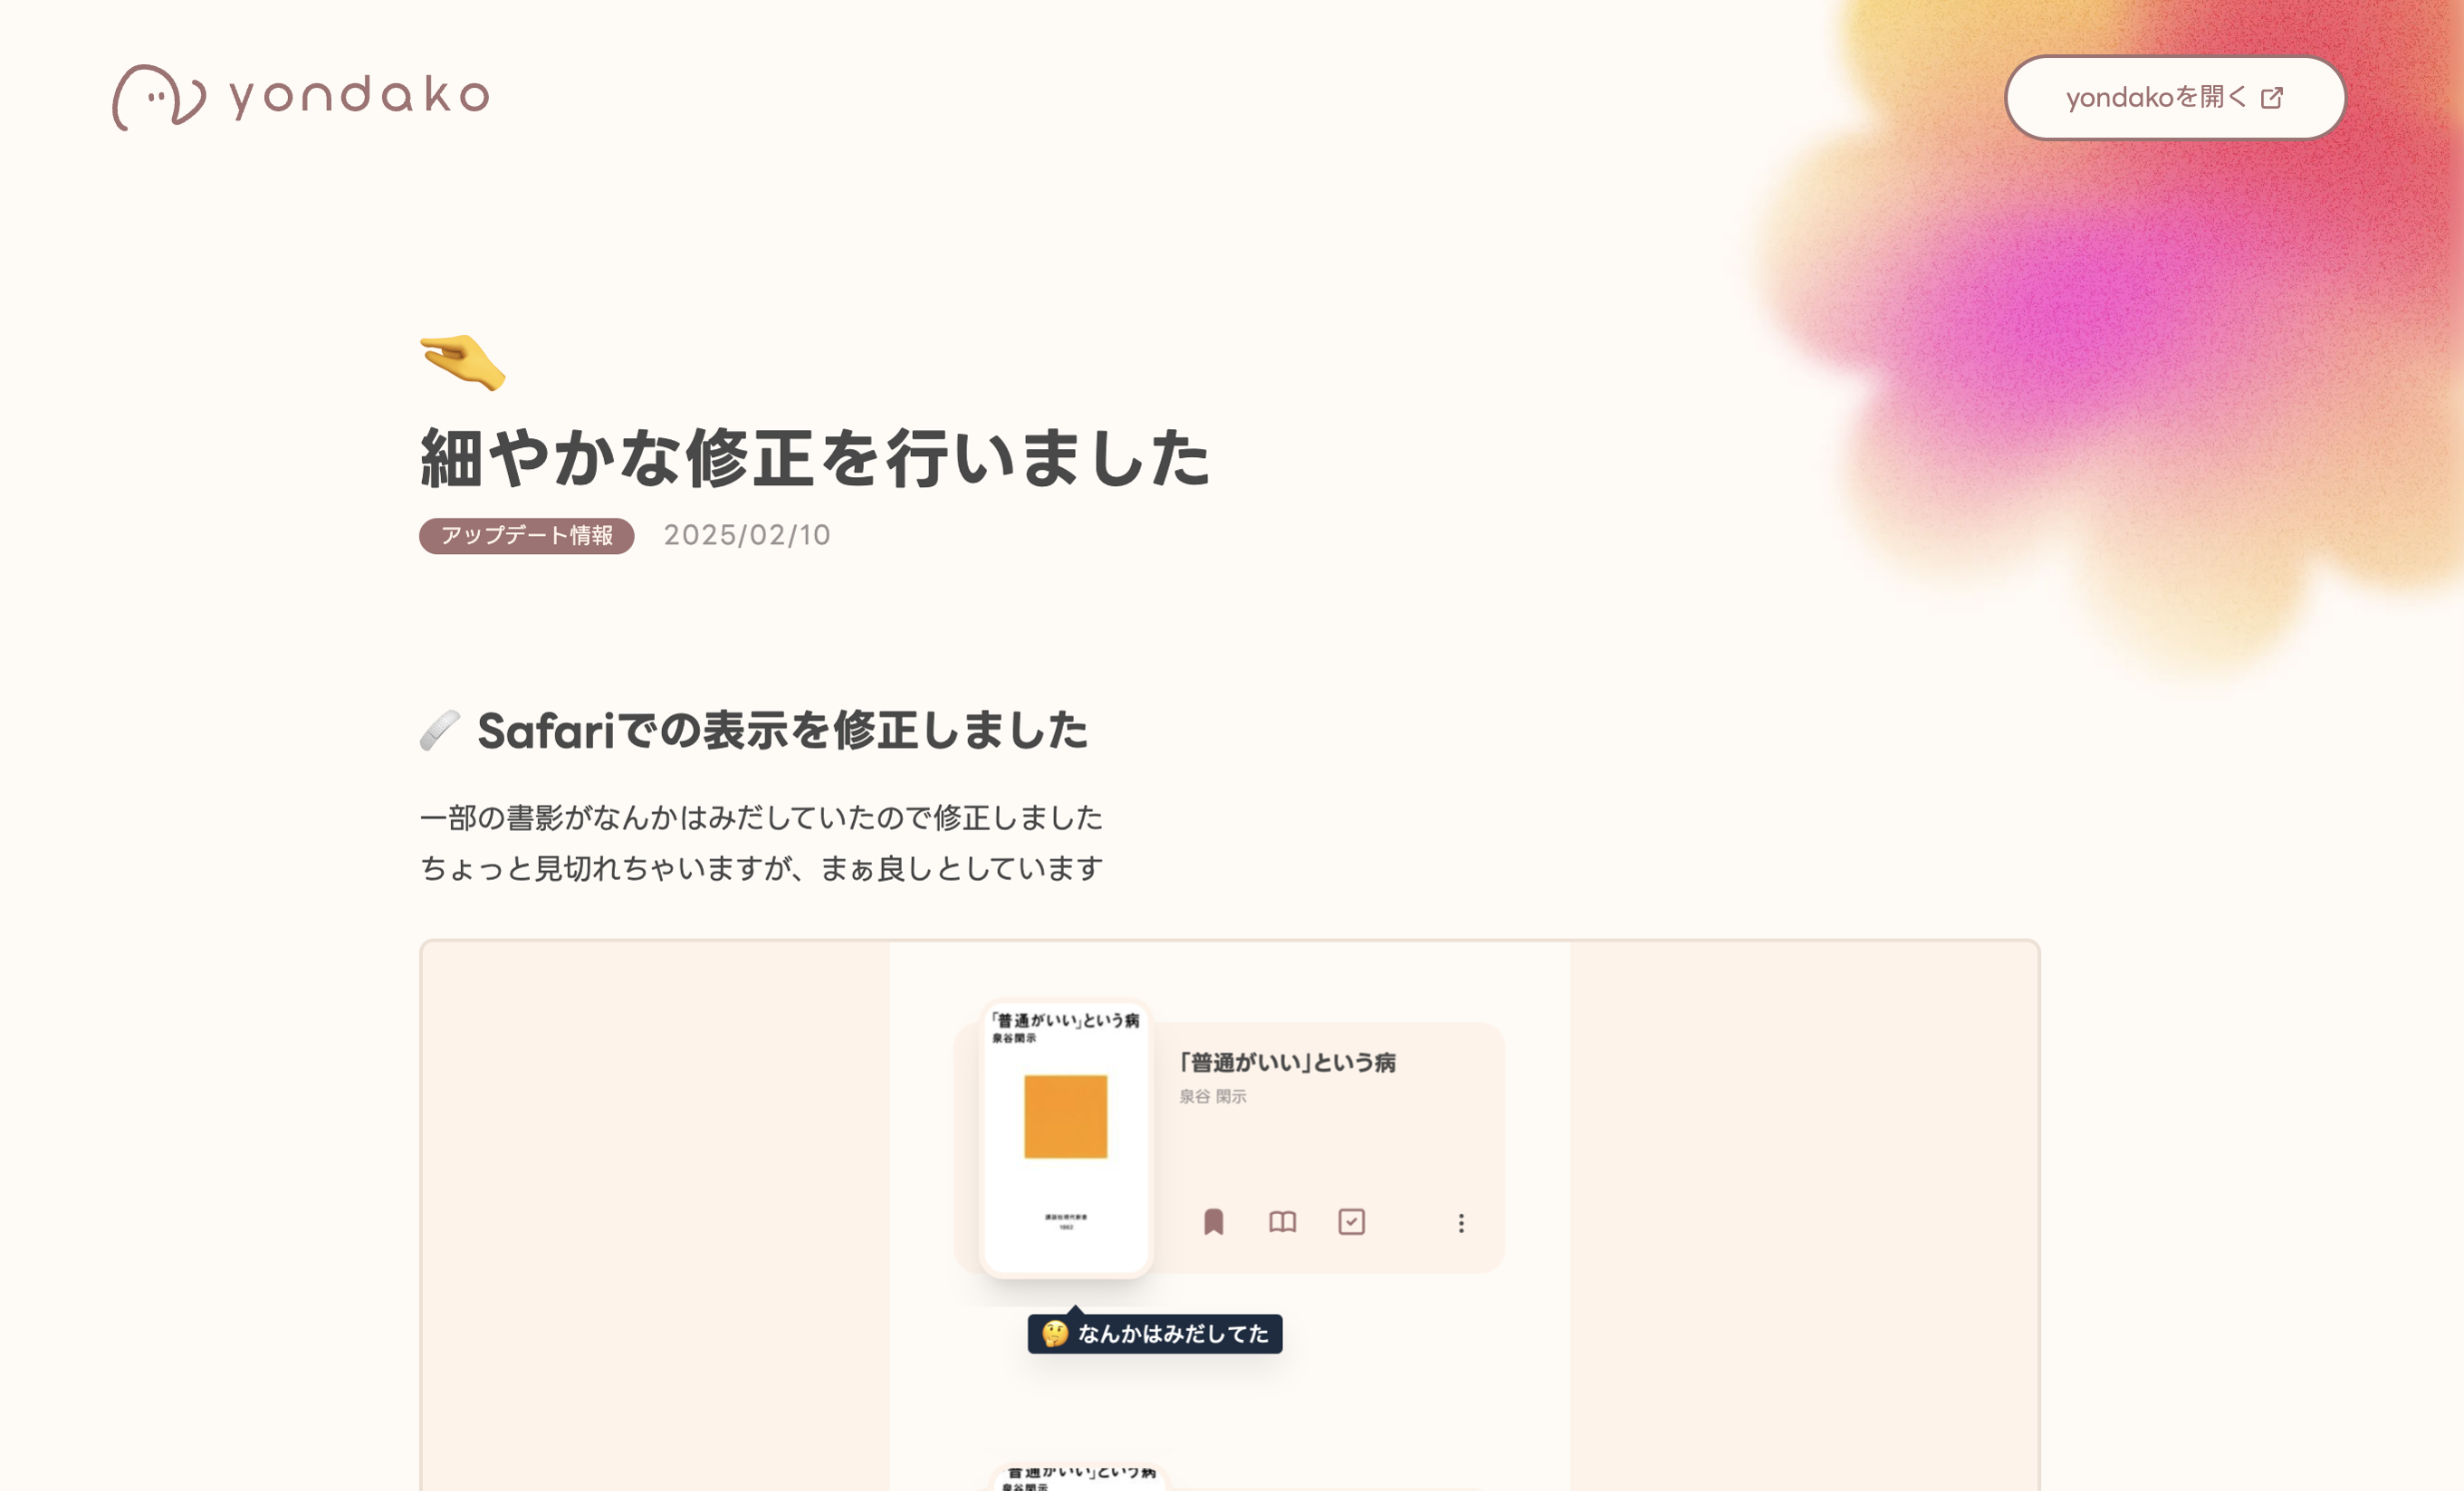 yondako
yondakoを開く
細やかな修正を行いました
アップデート情報 2025/02/10
Safariでの表示を修正しました
一部の書影がなんかはみだしていたので修正しました
ちょっと見切れちゃいますが、まぁ良しとしています
「普通がいい」という病
泉谷閑示
講談社現代新書
1862
「普通がいい」という病
泉谷 閑示
なんかはみだしてた
「普通がいい」という病
泉谷閑示